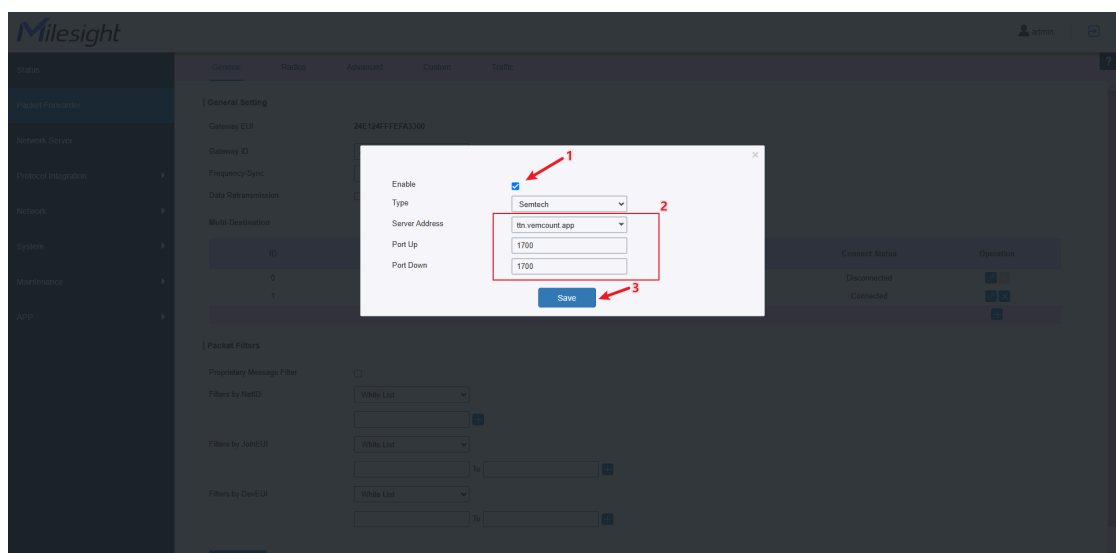 Milesight
admin
Status
General Radios Advanced Custom Traffic
?
Packet Forwarder
General Setting
Gateway EUI 24E124FFFEFA3388
Network Server
Gateway ID
1
Enable
Protocol Integration
Frequency-Sync
Type Semtech
2
Data Retransmission
Network
Multi-Destination
Server Address ttn.vemcount.app
System
Port Up 1700
ID Connect Status Operation
Port Down 1700
Maintenance
0 Disconnected
3
Save
1 Connected
APP
Packet Filters
Proprietary Message Filter
Filters by NetID White List
Filters by JoinEUI White List
To
Filters by DevEUI White List
To